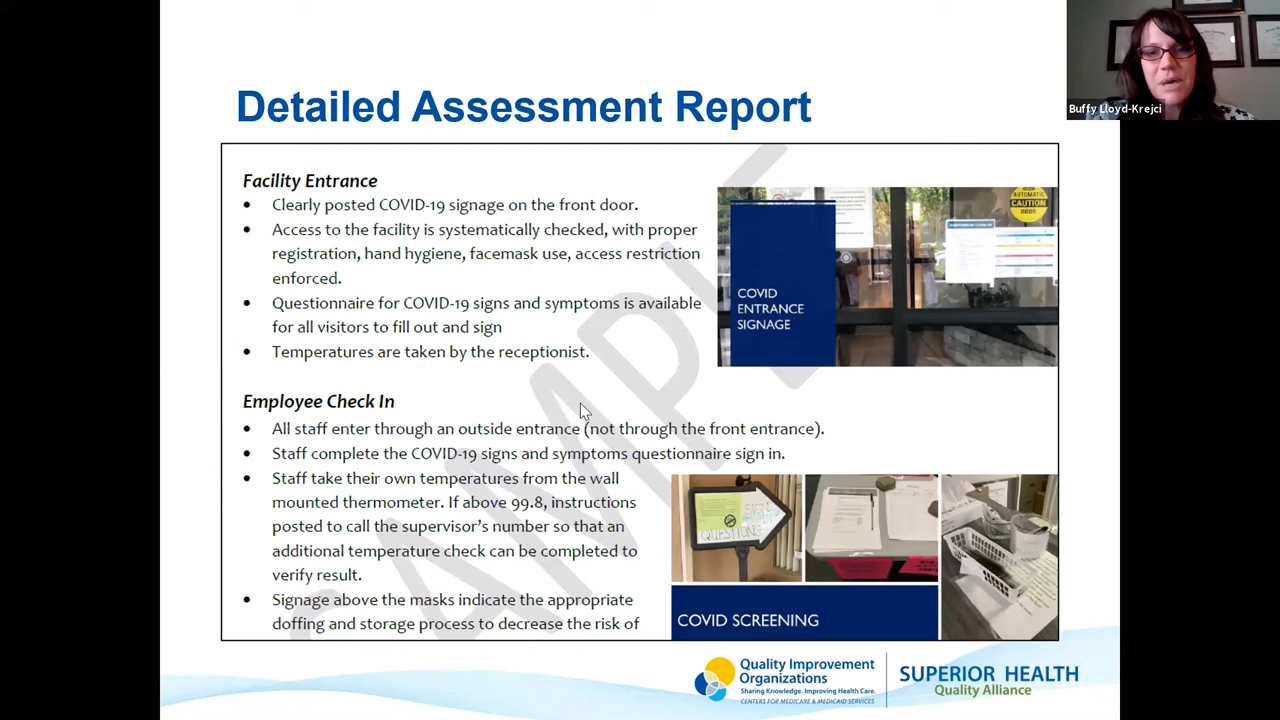 Detailed Assessment Report
Buffy Lloyd-Krejci
Facility Entrance
• Clearly posted COVID-19 signage on the front door.
• Access to the facility is systematically checked, with proper
registration, hand hygiene, facemask use, access restriction
enforced.
• Questionnaire for COVID-19 signs and symptoms is available
for all visitors to fill out and sign
• Temperatures are taken by the receptionist.
AUTOMATIC
CAUTION
DOOR
COVID
ENTRANCE
SIGNAGE
Employee Check In
• All staff enter through an outside entrance (not through the front entrance).
• Staff complete the COVID-19 signs and symptoms questionnaire sign in.
• Staff take their own temperatures from the wall
mounted thermometer. If above 99.8, instructions
posted to call the supervisor's number so that an
additional temperature check can be completed to
verify result.
• Signage above the masks indicate the appropriate
doffing and storage process to decrease the risk of
COVID SCREENING
SAMPLE
Quality Improvement
Organizations
Sharing Knowledge. Improving Health Care.
CENTERS FOR MEDICARE & MEDICAID SERVICES
SUPERIOR HEALTH
Quality Alliance